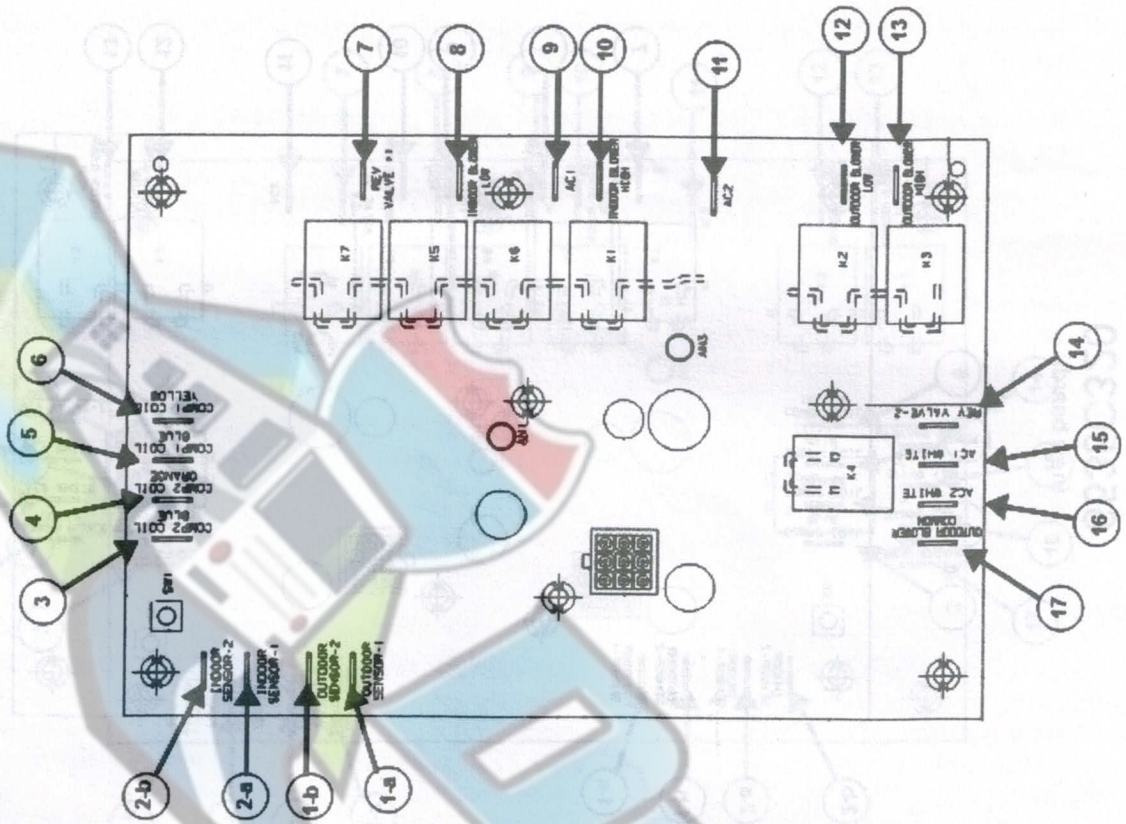 7
8
9
10
11
12
13
REV
VALVE
INDOOR BLOWER
LOW
AC1
INDOOR BLOWER
HIGH
AC2
OUTDOOR BLOWER
LOW
OUTDOOR BLOWER
HIGH
K7
K5
K6
K1
K2
K3
K4
6
5
4
3
COMP1 COIL
YELLOW
COMP1 COIL
BLUE
COMP2 COIL
ORANGE
COMP2 COIL
BLUE
14
15
16
17
REV VALVE-2
AC1 WHITE
AC2 WHITE
OUTDOOR BLOWER
COMMON
INDOOR
SENSOR-2
INDOOR
SENSOR-1
OUTDOOR
SENSOR-2
OUTDOOR
SENSOR-1
2-b
2-a
1-b
1-a